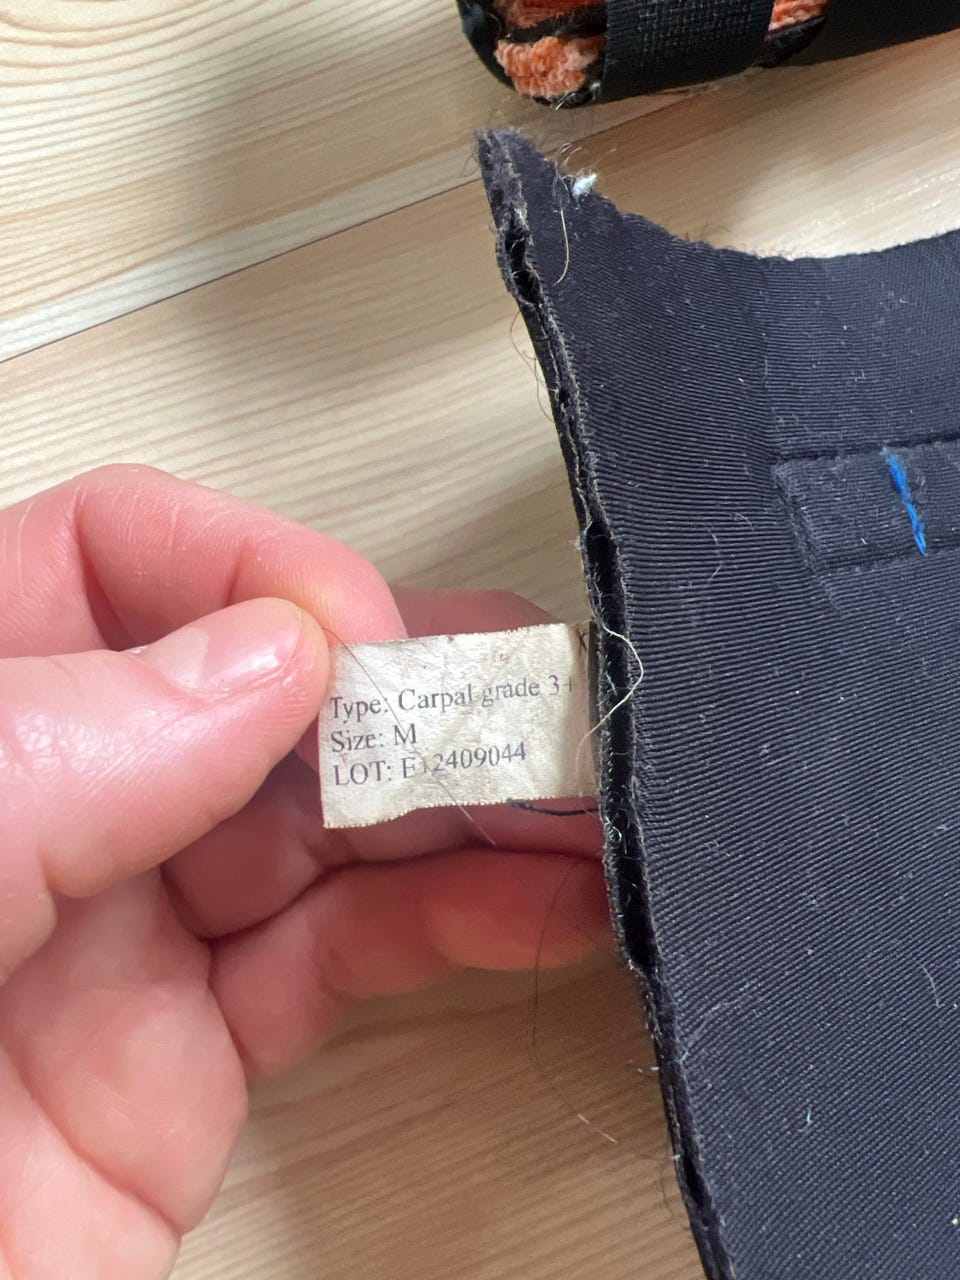 Type: Carpal grade 3+
Size: M
LOT: E12409044